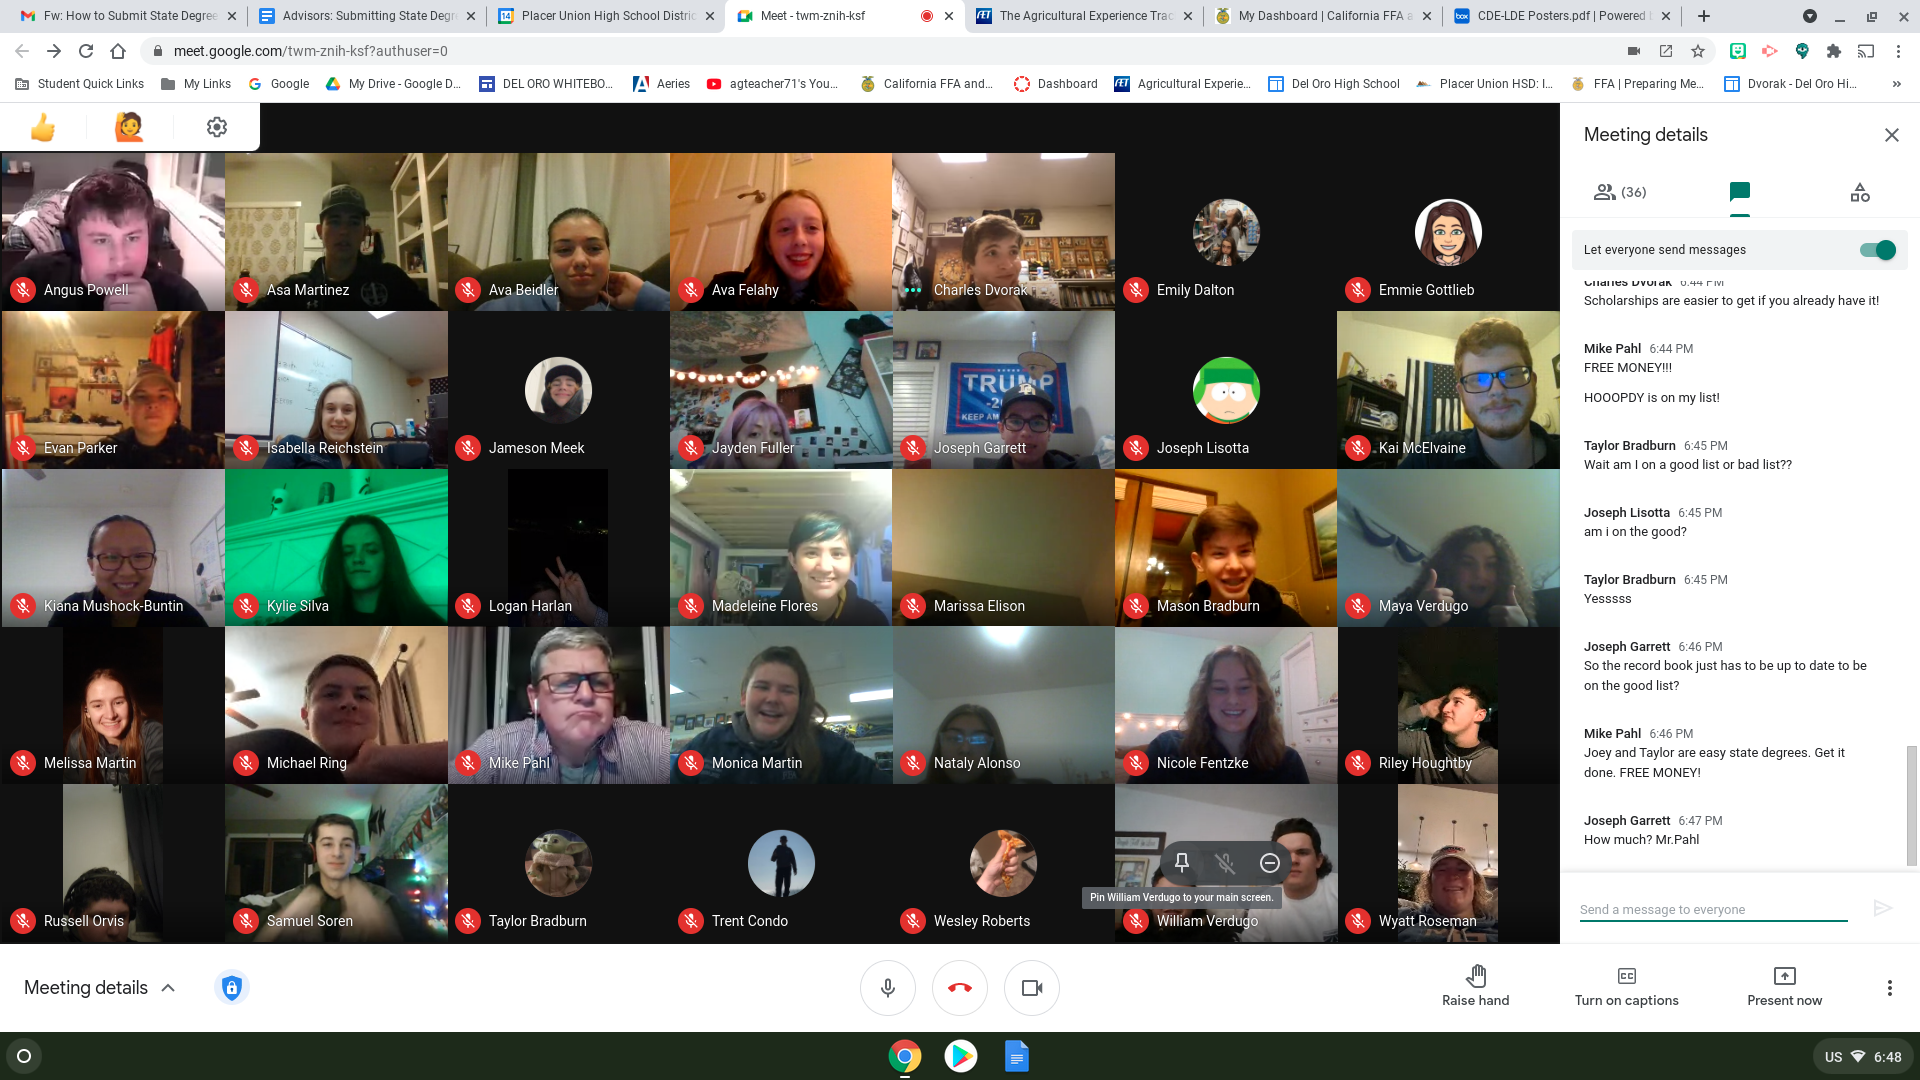 Fw: How to Submit State Degree
Advisors: Submitting State Degr
Placer Union High School Distric
Meet - twm-znih-ksf
The Agricultural Experience Trac
My Dashboard | California FFA a
CDE-LDE Posters.pdf | Powered
meet.google.com/twm-znih-ksf?authuser=0
Student Quick Links
My Links
Google
My Drive - Google D...
DEL ORO WHITEBO...
Aeries
agteacher71's You...
California FFA and...
Dashboard
Agricultural Experie...
Del Oro High School
Placer Union HSD: I...
FFA | Preparing Me...
Dvorak - Del Oro Hi...
Angus Powell
Asa Martinez
Ava Beidler
Ava Felahy
74
Charles Dvorak
Emily Dalton
Emmie Gottlieb
Evan Parker
Isabella Reichstein
Jameson Meek
Jayden Fuller
TRUMP
KEEP AM
Joseph Garrett
Joseph Lisotta
Kai McElvaine
Kiana Mushock-Buntin
Kylie Silva
Logan Harlan
Madeleine Flores
Marissa Elison
Mason Bradburn
Maya Verdugo
Melissa Martin
Michael Ring
Mike Pahl
Monica Martin
Nataly Alonso
Nicole Fentzke
Riley Houghtby
Russell Orvis
Samuel Soren
Taylor Bradburn
Trent Condo
Wesley Roberts
Pin William Verdugo to your main screen.
William Verdugo
Wyatt Roseman
Meeting details
(36)
Let everyone send messages
Charles Dvorak 6:44 PM
Scholarships are easier to get if you already have it!
Mike Pahl 6:44 PM
FREE MONEY!!!
HOOOPDY is on my list!
Taylor Bradburn 6:45 PM
Wait am I on a good list or bad list??
Joseph Lisotta 6:45 PM
am i on the good?
Taylor Bradburn 6:45 PM
Yesssss
Joseph Garrett 6:46 PM
So the record book just has to be up to date to be
on the good list?
Mike Pahl 6:46 PM
Joey and Taylor are easy state degrees. Get it
done. FREE MONEY!
Joseph Garrett 6:47 PM
How much? Mr.Pahl
Send a message to everyone
Meeting details
Raise hand
Turn on captions
Present now
US
6:48